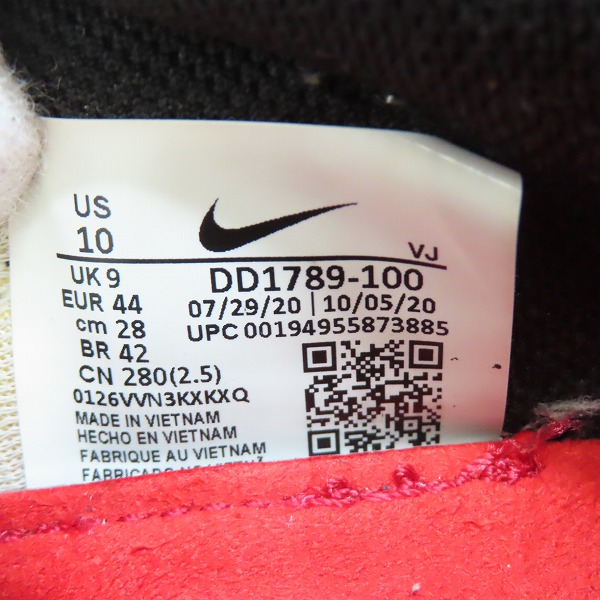 US
10
VJ
UK 9
DD1789-100
EUR 44
07/29/20 | 10/05/20
cm 28
UPC 00194955873885
BR 42
CN 280(2.5)
0126VVN3KXKXQ
MADE IN VIETNAM
HECHO EN VIETNAM
FABRIQUE AU VIETNAM
FABRICADO